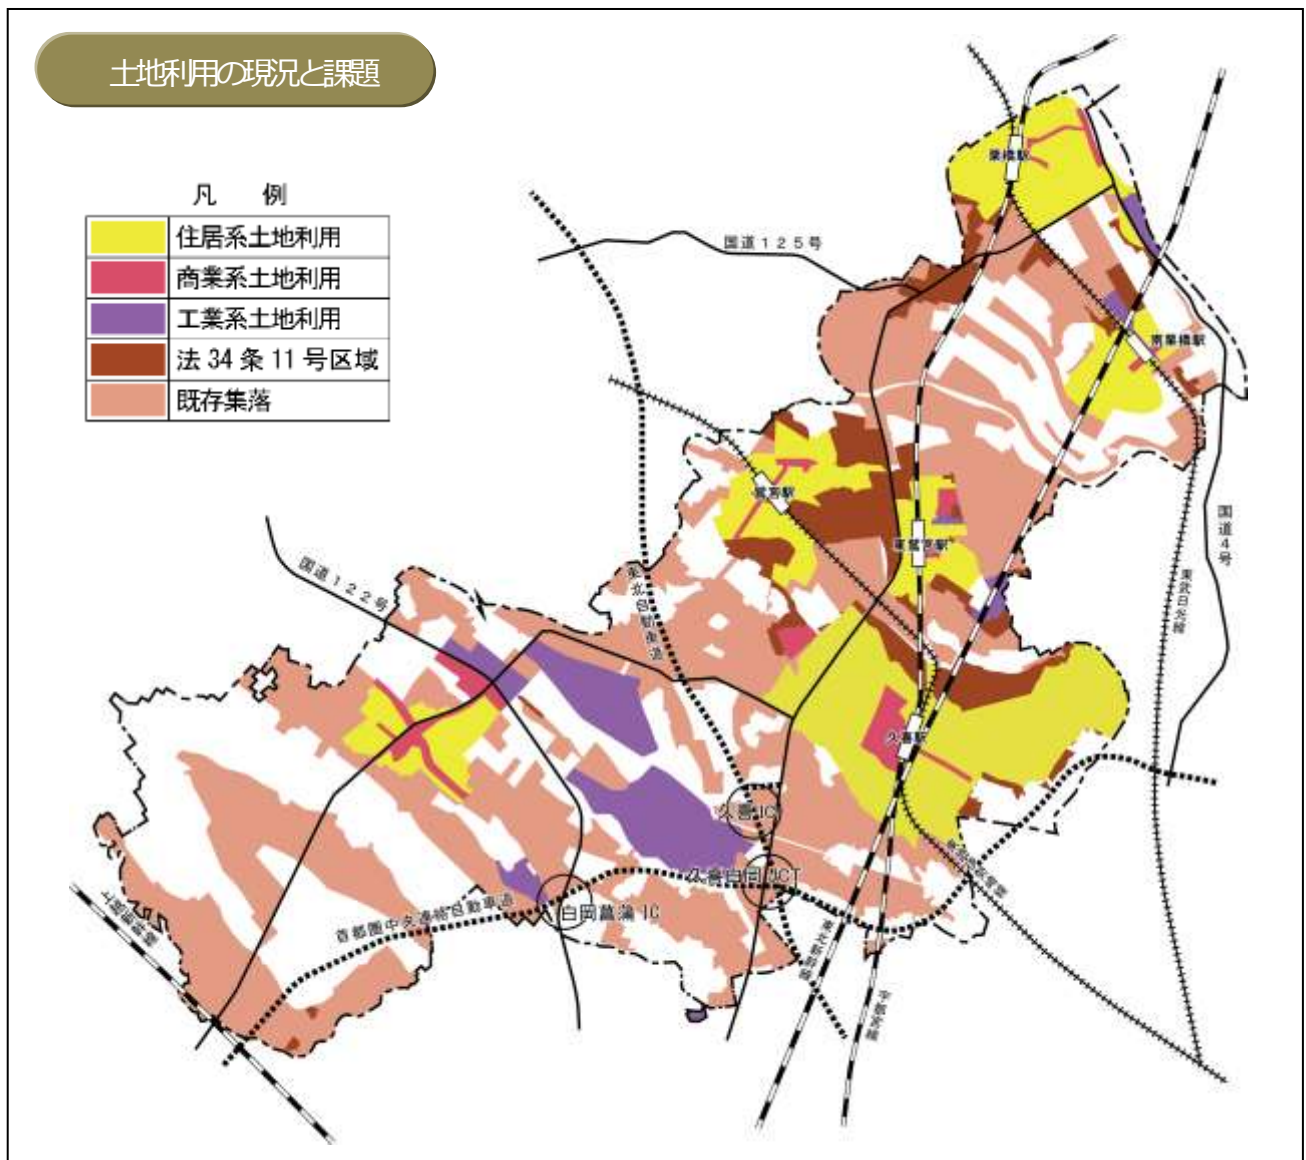 土地利用の現況と課題
凡 例
住居系土地利用
商業系土地利用
工業系土地利用
法34条11号区域
既存集落
栗橋駅
国道125号
南栗橋駅
鷲宮駅
東鷲宮駅
国道4号
東武日光線
国道122号
東北自動車道
久喜駅
久喜IC
久喜白岡JCT
白岡菖蒲IC
首都圏中央連絡自動車道
東北新幹線
宇都宮線
上越新幹線